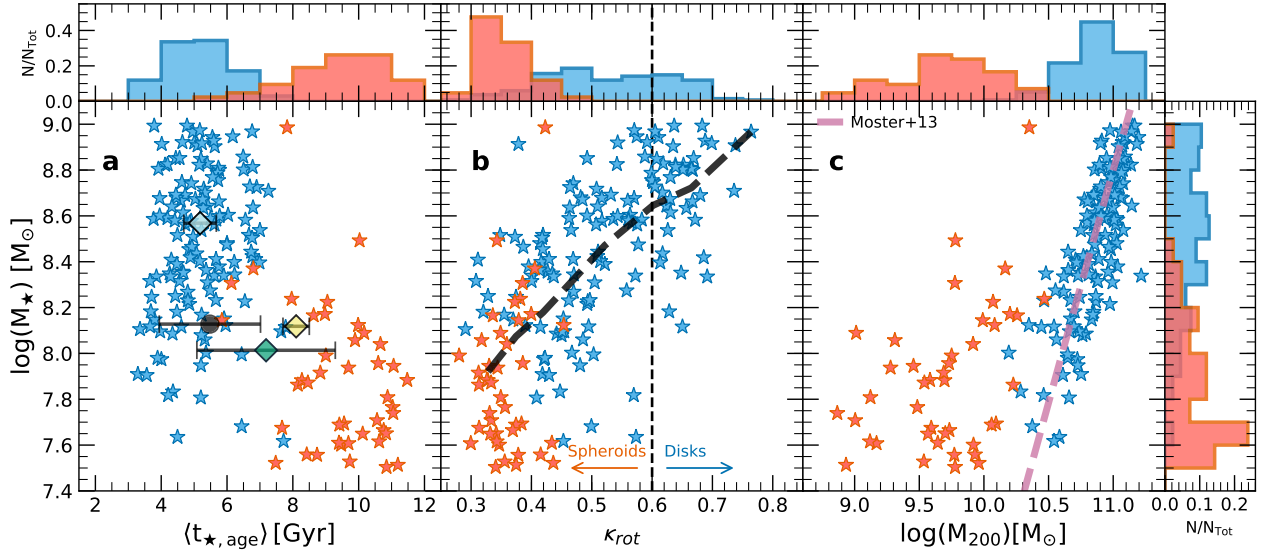 N/N_Tot
0.4
0.2
0.0
9.0
8.8
8.6
8.4
8.2
8.0
7.8
7.6
7.4
log(M★) [M⊙]
a
b
c
Moster+13
Spheroids
Disks
2 4 6 8 10 12
0.3 0.4 0.5 0.6 0.7 0.8
9.0 9.5 10.0 10.5 11.0
0.0 0.1 0.2
⟨t★, age⟩ [Gyr]
κrot
log(M200)[M⊙]
N/N_Tot